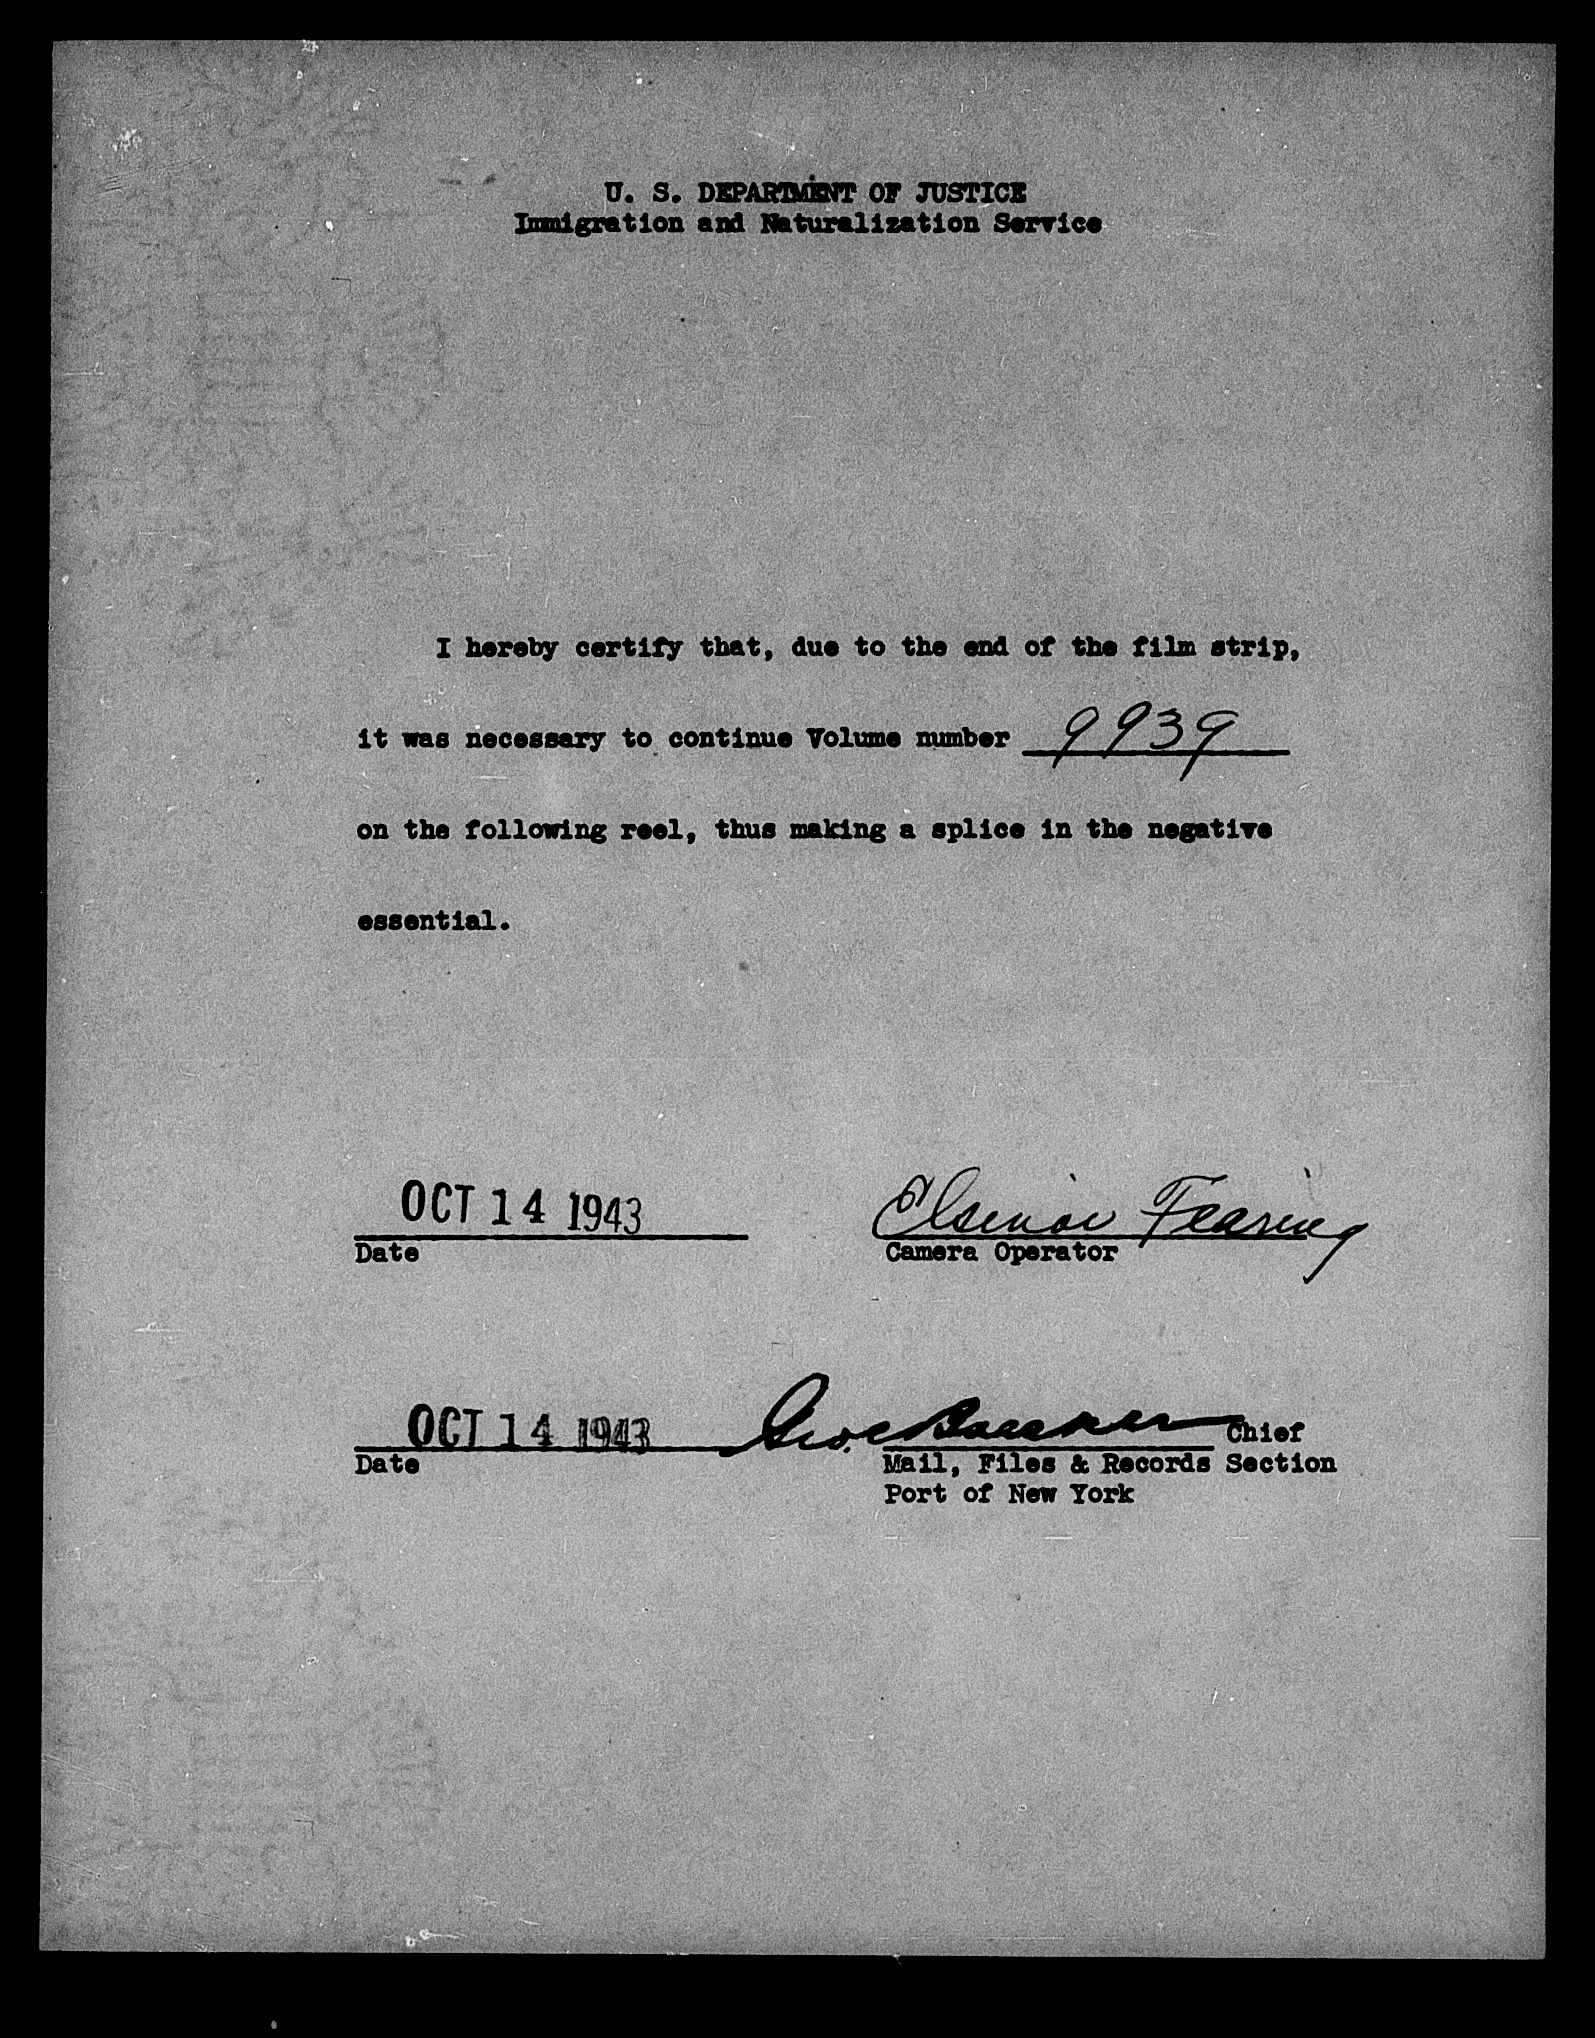 U. S. DEPARTMENT OF JUSTICE
Immigration and Naturalization Service
I hereby certify that, due to the end of the film strip,
it was necessary to continue Volume number 9939
on the following reel, thus making a splice in the negative
essential.
OCT 14 1943 Fearing
Date Camera Operator
OCT 14 1943 Geo. Chief
Date Mail, Files & Records Section
Port of New York